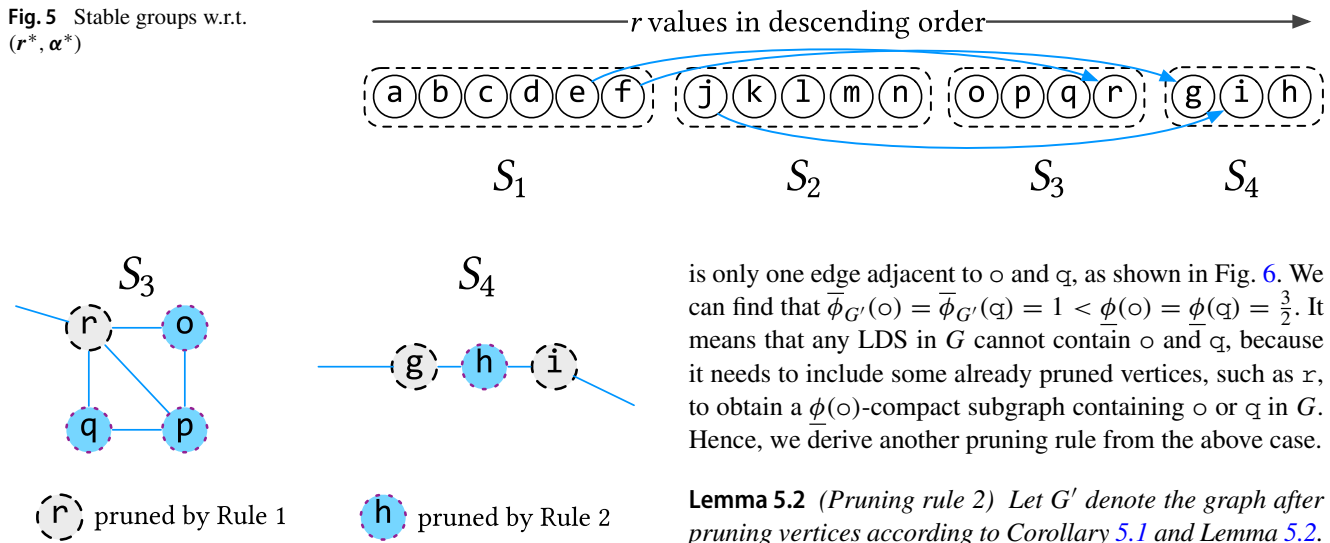 Fig. 5 Stable groups w.r.t.
(r*, α*)
r values in descending order
a b c d e f j k l m n o p q r g i h
S₁ S₂ S₃ S₄
S₃
r o
q p
S₄
g h i
r pruned by Rule 1
h pruned by Rule 2
is only one edge adjacent to o and q, as shown in Fig. 6. We
can find that ϕ̅_G′(o) = ϕ̅_G′(q) = 1 < ϕ̲(o) = ϕ̲(q) = 3/2. It
means that any LDS in G cannot contain o and q, because
it needs to include some already pruned vertices, such as r,
to obtain a ϕ̲(o)-compact subgraph containing o or q in G.
Hence, we derive another pruning rule from the above case.
Lemma 5.2 (Pruning rule 2) Let G′ denote the graph after
pruning vertices according to Corollary 5.1 and Lemma 5.2.